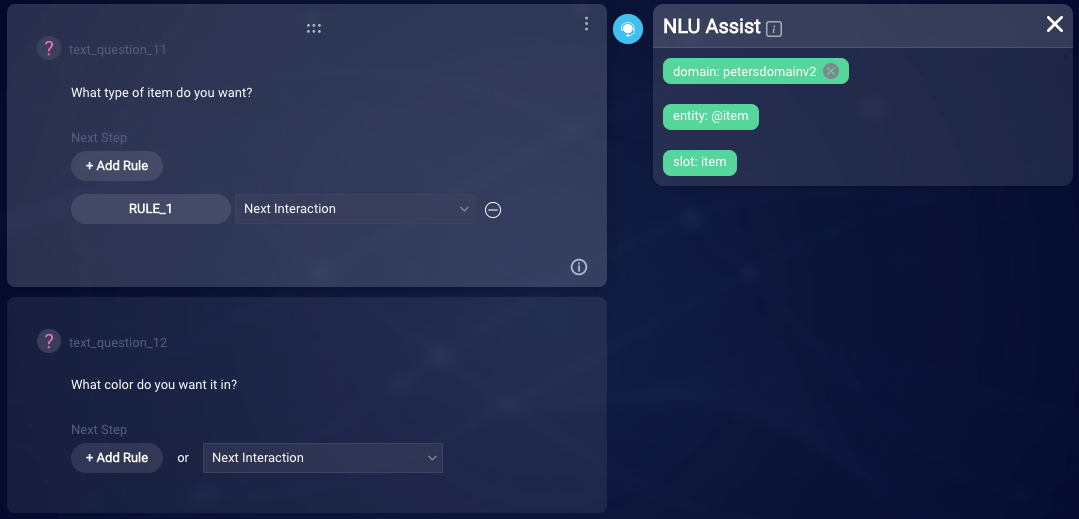 ?
text_question_11
What type of item do you want?
Next Step
+ Add Rule
RULE_1
Next Interaction
?
text_question_12
What color do you want it in?
Next Step
+ Add Rule or Next Interaction
NLU Assist i
domain: petersdomainv2
entity: @item
slot: item